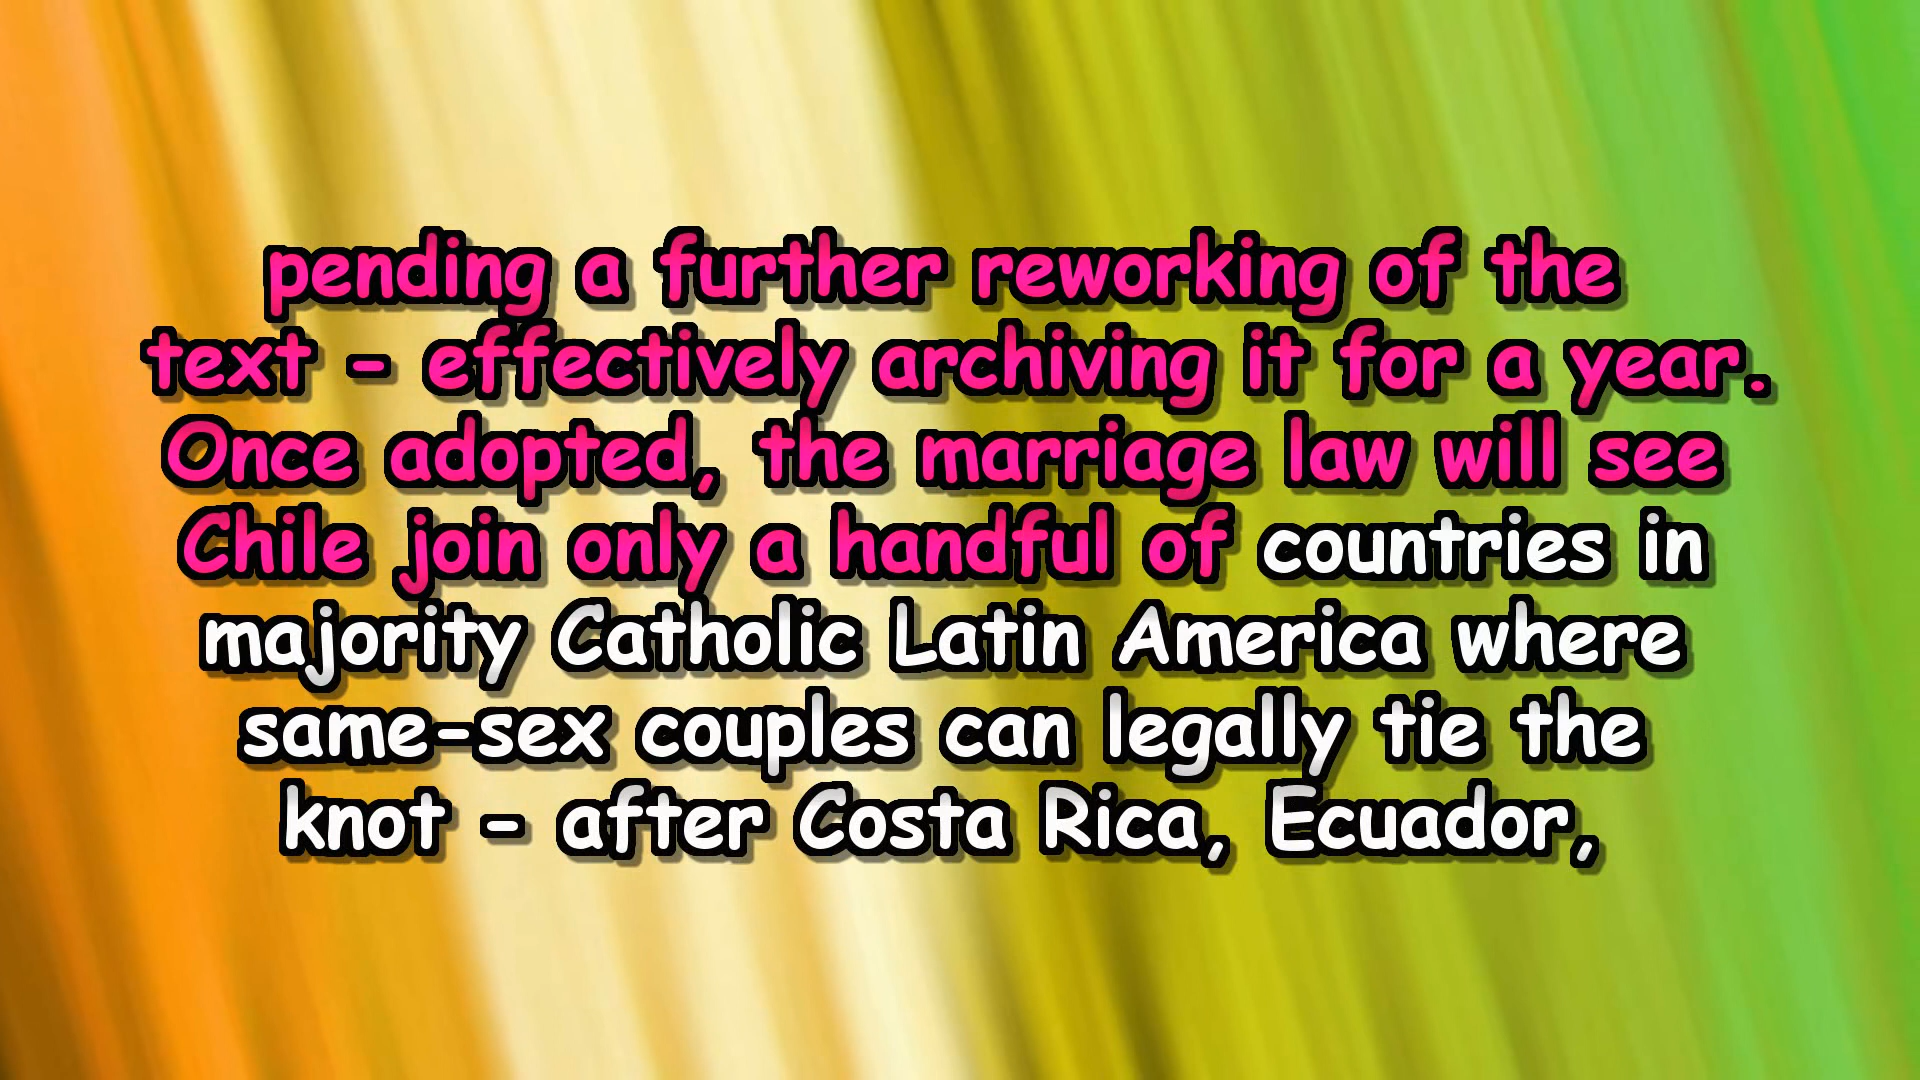 pending a further reworking of the
text - effectively archiving it for a year.
Once adopted, the marriage law will see
Chile join only a handful of countries in
majority Catholic Latin America where
same-sex couples can legally tie the
knot - after Costa Rica, Ecuador,